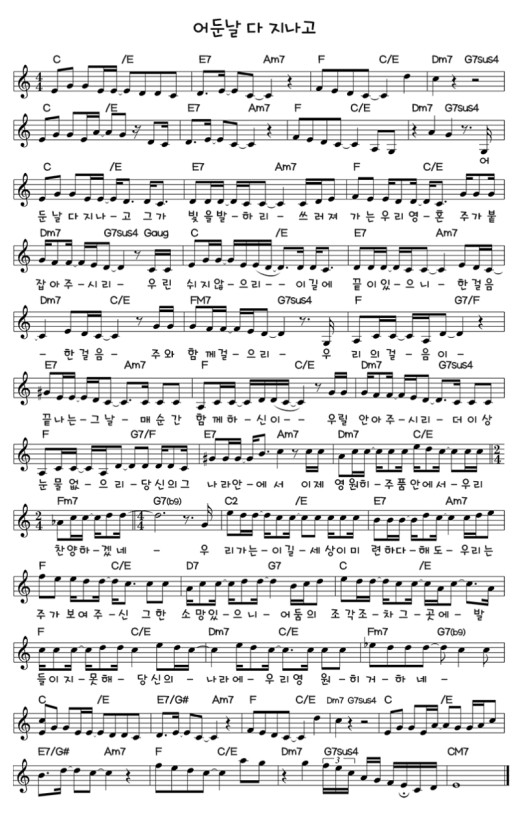 어둔날 다 지나고
C /E E7 Am7 F C/E Dm7 G7sus4
C /E E7 Am7 F C/E Dm7 G7sus4
어
C /E E7 Am7 F C/E
둔 날 다 지 나 - 고 그 가 빛 을 발 - 하 리 - 쓰 러 져 가 는 우 리 영 - 혼 주 가 붙
Dm7 G7sus4 Gaug C /E E7 Am7
잡 아 주 - 시 리 - 우 린 쉬 지 않 - 으 리 - - 이 길 에 끝 이 있 - 으 니 - 한 걸 음
Dm7 C/E FM7 G7sus4 F G7/F
- 한 걸 음 - 주 와 함 께 걸 - 으 리 - 우 리 의 걸 - 음 이 -
E7 Am7 F C/E Dm7 G7sus4
끝 나 는 - 그 날 - 매 순 간 함 께 하 - 신 이 - - 우 릴 안 아 주 - 시 리 - 더 이 상
F G7/F E7 Am7 Dm7 C/E
눈 물 없 - 으 리 - 당 신 의 그 나 라 안 - 에 서 이 제 영 원 히 - 주 품 안 에 서 - 우 리
Fm7 G7(b9) C2 /E E7 Am7
찬 양 하 - 겠 네 - 우 리 가 는 - 이 길 - 세 상 이 미 련 하 다 - 해 도 - 우 리 는
F C/E D7 G7 C /E
주 가 보 여 주 - 신 그 한 소 망 있 - 으 니 - 어 둠 의 조 각 조 - 차 그 - 곳 에 - 발
F C/E Dm7 C/E Fm7 G7(b9)
들 이 지 - 못 해 - 당 신 의 - 나 라 에 - 우 리 영 원 - 히 거 - 하 네 -
C /E E7/G# Am7 F C/E Dm7 G7sus4 C /E
E7/G# Am7 F C/E Dm7 G7sus4 CM7